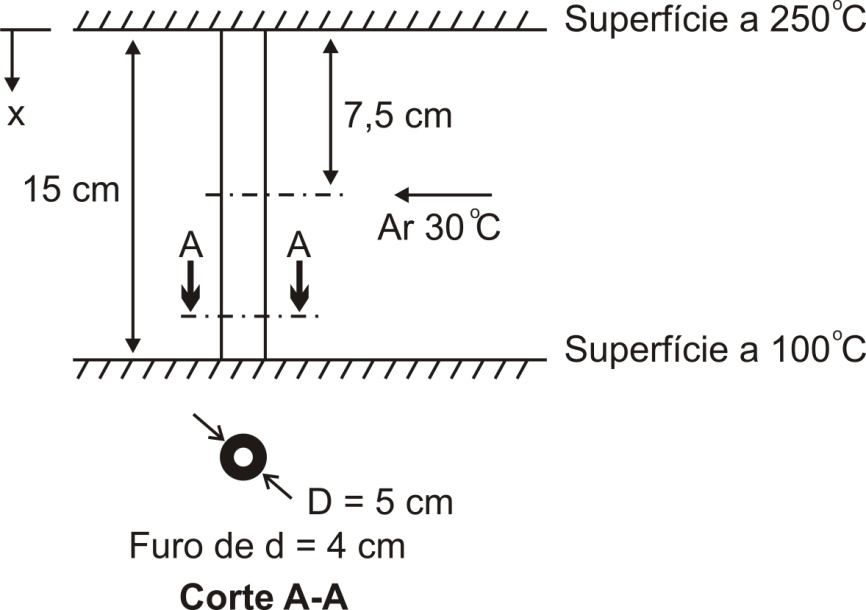 Superfície a 250°C
x
7,5 cm
15 cm
Ar 30°C
A A
Superfície a 100°C
D = 5 cm
Furo de d = 4 cm
Corte A-A